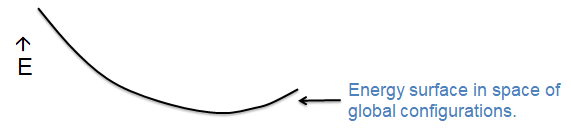 E
Energy surface in space of
global configurations.